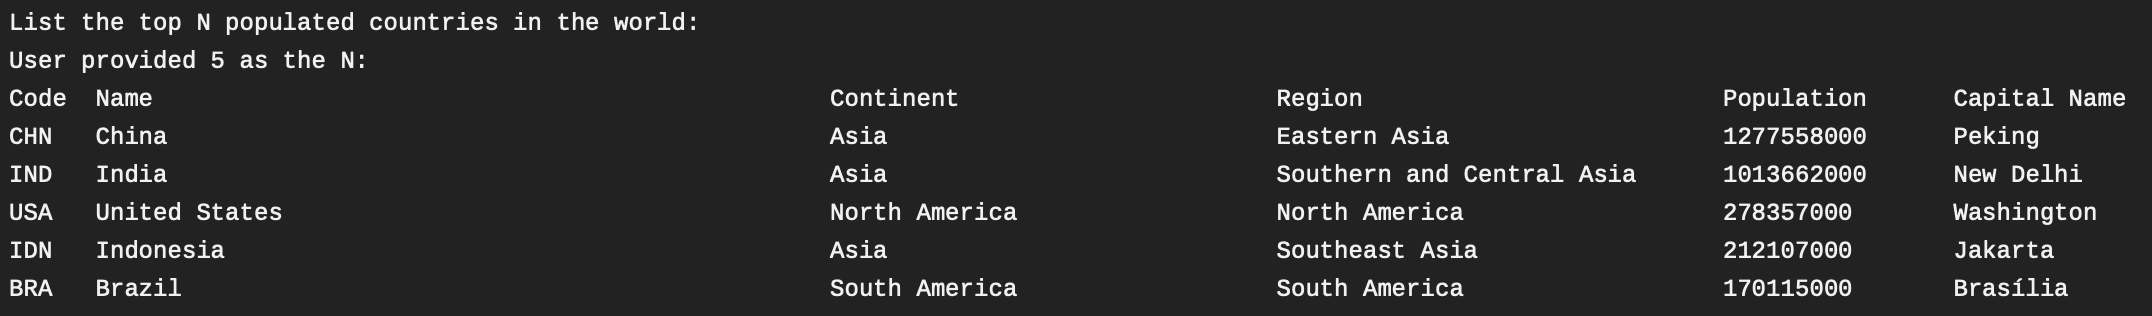 List the top N populated countries in the world:
User provided 5 as the N:
Code Name Continent Region Population Capital Name
CHN China Asia Eastern Asia 1277558000 Peking
IND India Asia Southern and Central Asia 1013662000 New Delhi
USA United States North America North America 278357000 Washington
IDN Indonesia Asia Southeast Asia 212107000 Jakarta
BRA Brazil South America South America 170115000 Brasília